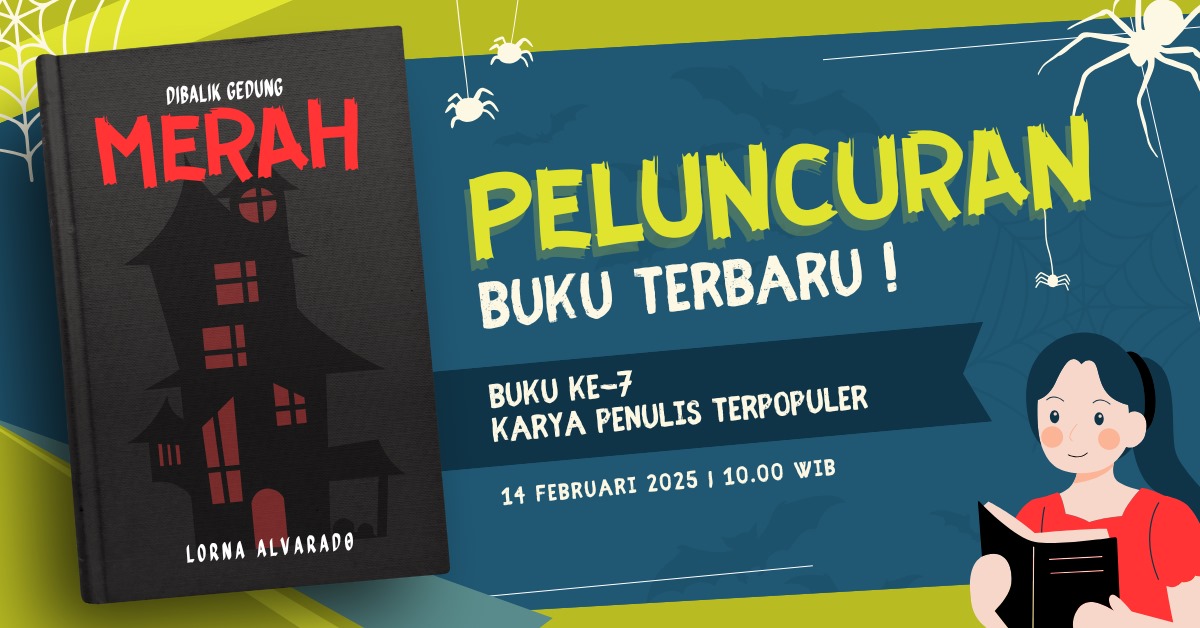 DIBALIK GEDUNG
MERAH
LORNA ALVARADO
PELUNCURAN
BUKU TERBARU !
BUKU KE-7
KARYA PENULIS TERPOPULER
14 FEBRUARI 2025 | 10.00 WIB